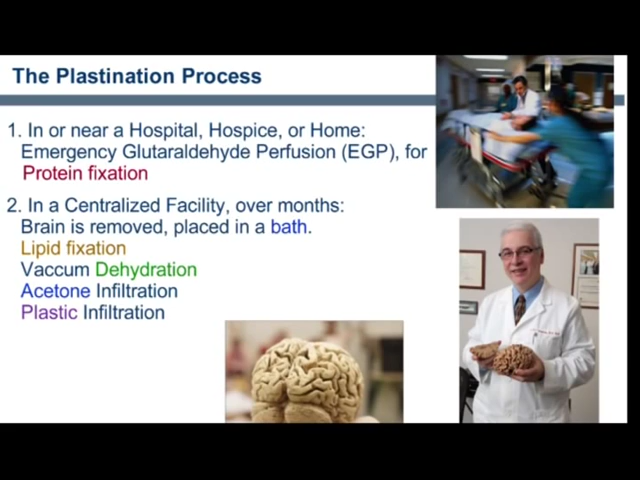 The Plastination Process
1. In or near a Hospital, Hospice, or Home:
Emergency Glutaraldehyde Perfusion (EGP), for
Protein fixation
2. In a Centralized Facility, over months:
Brain is removed, placed in a bath.
Lipid fixation
Vaccum Dehydration
Acetone Infiltration
Plastic Infiltration